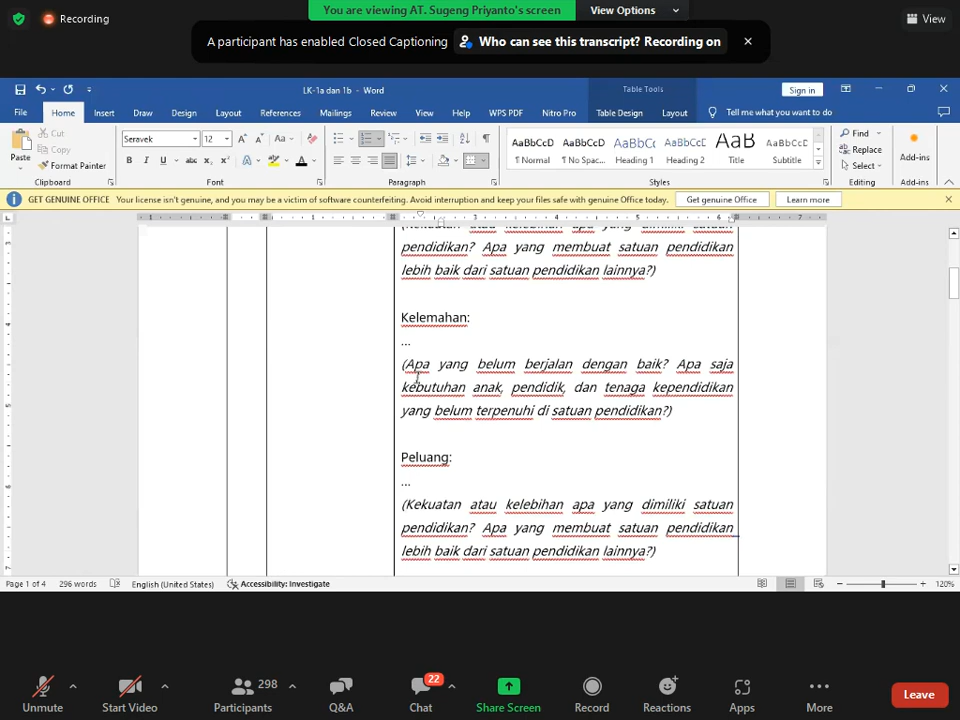 Recording
You are viewing AT. Sugeng Priyanto's screen
View Options
A participant has enabled Closed Captioning
Who can see this transcript? Recording on
View
LK-1a dan 1b - Word
Table Tools
Sign in
File Home Insert Draw Design Layout References Mailings Review View Help WPS PDF Nitro Pro Table Design Layout Tell me what you want to do
Paste
Cut
Copy
Format Painter
Clipboard
Seravek 12
Font
Paragraph
AaBbCcD AaBbCcD AaBbC AaBbCcD AaB AaBbCcD
¶ Normal ¶ No Spac... Heading 1 Heading 2 Title Subtitle
Styles
Find
Replace
Select
Editing
Add-ins
Add-ins
GET GENUINE OFFICE Your license isn't genuine, and you may be a victim of software counterfeiting. Avoid interruption and keep your files safe with genuine Office today.
Get genuine Office
Learn more
(Kekuatan atau kelebihan apa yang dimiliki satuan
pendidikan? Apa yang membuat satuan pendidikan
lebih baik dari satuan pendidikan lainnya?)
Kelemahan:
...
(Apa yang belum berjalan dengan baik? Apa saja
kebutuhan anak, pendidik, dan tenaga kependidikan
yang belum terpenuhi di satuan pendidikan?)
Peluang:
...
(Kekuatan atau kelebihan apa yang dimiliki satuan
pendidikan? Apa yang membuat satuan pendidikan
lebih baik dari satuan pendidikan lainnya?)
Page 1 of 4 296 words English (United States) Accessibility: Investigate 120%
Unmute
Start Video
298
Participants
Q&A
22
Chat
Share Screen
Record
Reactions
Apps
More
Leave